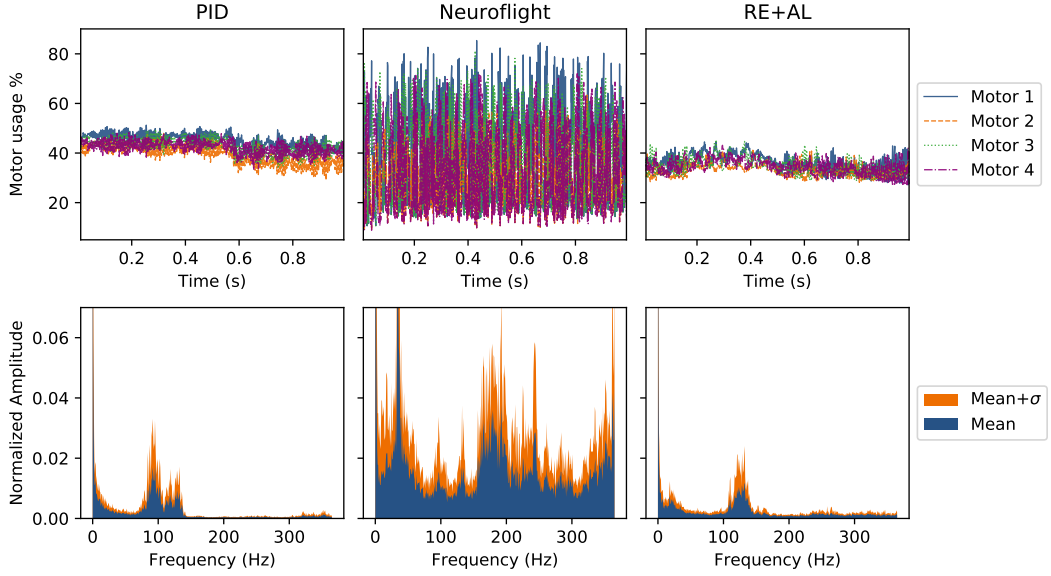 PID
Neuroflight
RE+AL
Motor usage %
80
60
40
20
0.2 0.4 0.6 0.8
0.2 0.4 0.6 0.8
0.2 0.4 0.6 0.8
Time (s)
Time (s)
Time (s)
Motor 1
Motor 2
Motor 3
Motor 4
Normalized Amplitude
0.06
0.04
0.02
0.00
0 100 200 300
0 100 200 300
0 100 200 300
Frequency (Hz)
Frequency (Hz)
Frequency (Hz)
Mean+σ
Mean